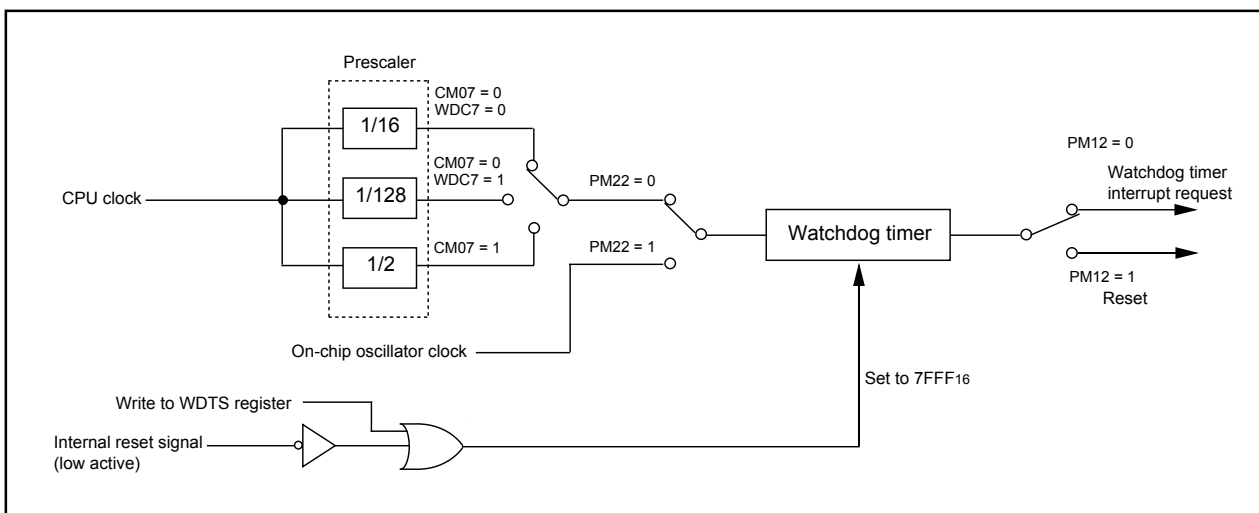 Prescaler
CM07 = 0
WDC7 = 0
1/16
CM07 = 0
WDC7 = 1
1/128
CM07 = 1
1/2
CPU clock
PM22 = 0
PM22 = 1
On-chip oscillator clock
Watchdog timer
PM12 = 0
Watchdog timer
interrupt request
PM12 = 1
Reset
Set to 7FFF16
Write to WDTS register
Internal reset signal
(low active)